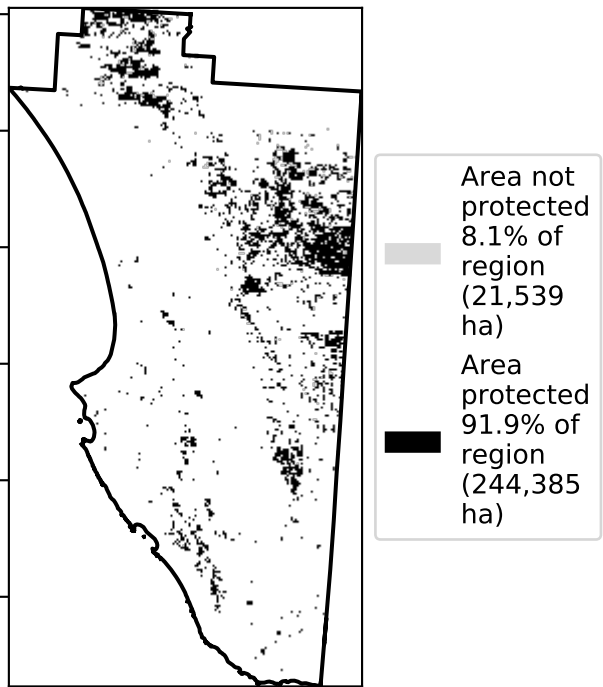 Area not
protected
8.1% of
region
(21,539
ha)
Area
protected
91.9% of
region
(244,385
ha)